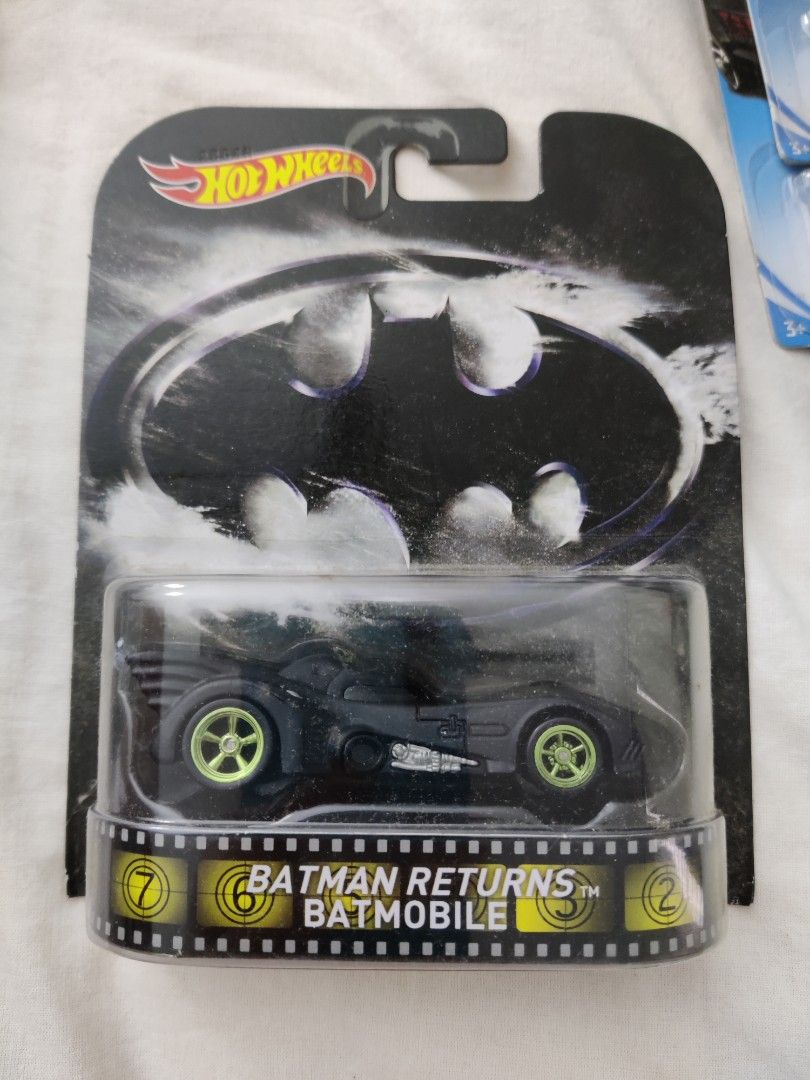 HOT WHEELS
3+
3+
7 6 3 2
BATMAN RETURNS™
BATMOBILE